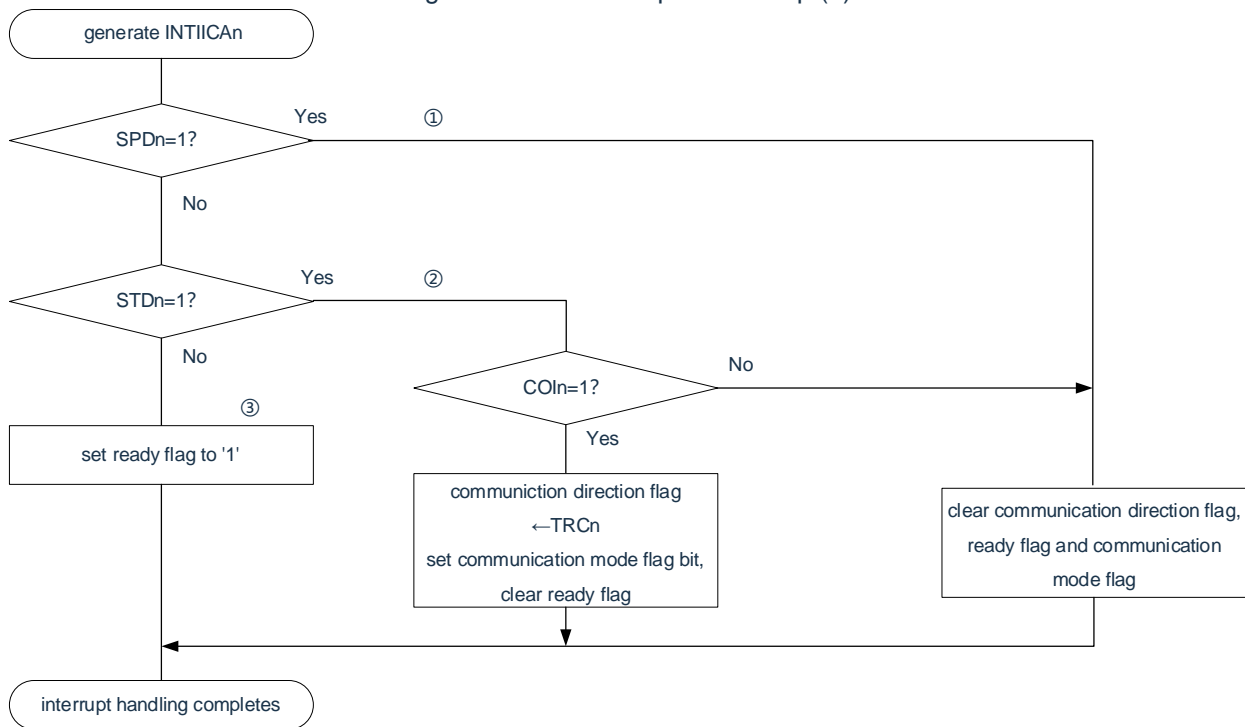 generate INTIICAn
Yes
①
SPDn=1?
No
Yes
②
STDn=1?
No
No
COIn=1?
③
Yes
set ready flag to '1'
communiction direction flag
←TRCn
set communication mode flag bit,
clear ready flag
clear communication direction flag,
ready flag and communication
mode flag
interrupt handling completes